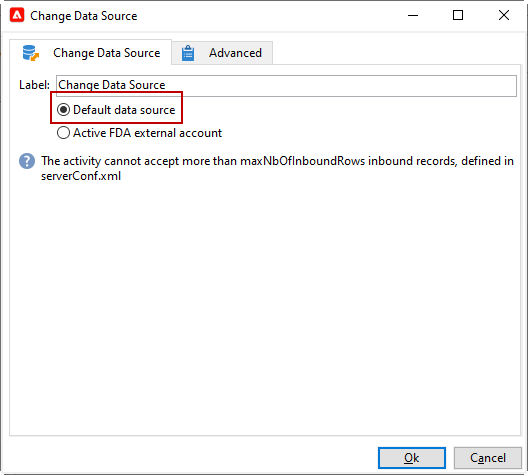 Change Data Source
Change Data Source Advanced
Label: Change Data Source
Default data source
Active FDA external account
The activity cannot accept more than maxNbOfInboundRows inbound records, defined in
serverConf.xml
Ok Cancel